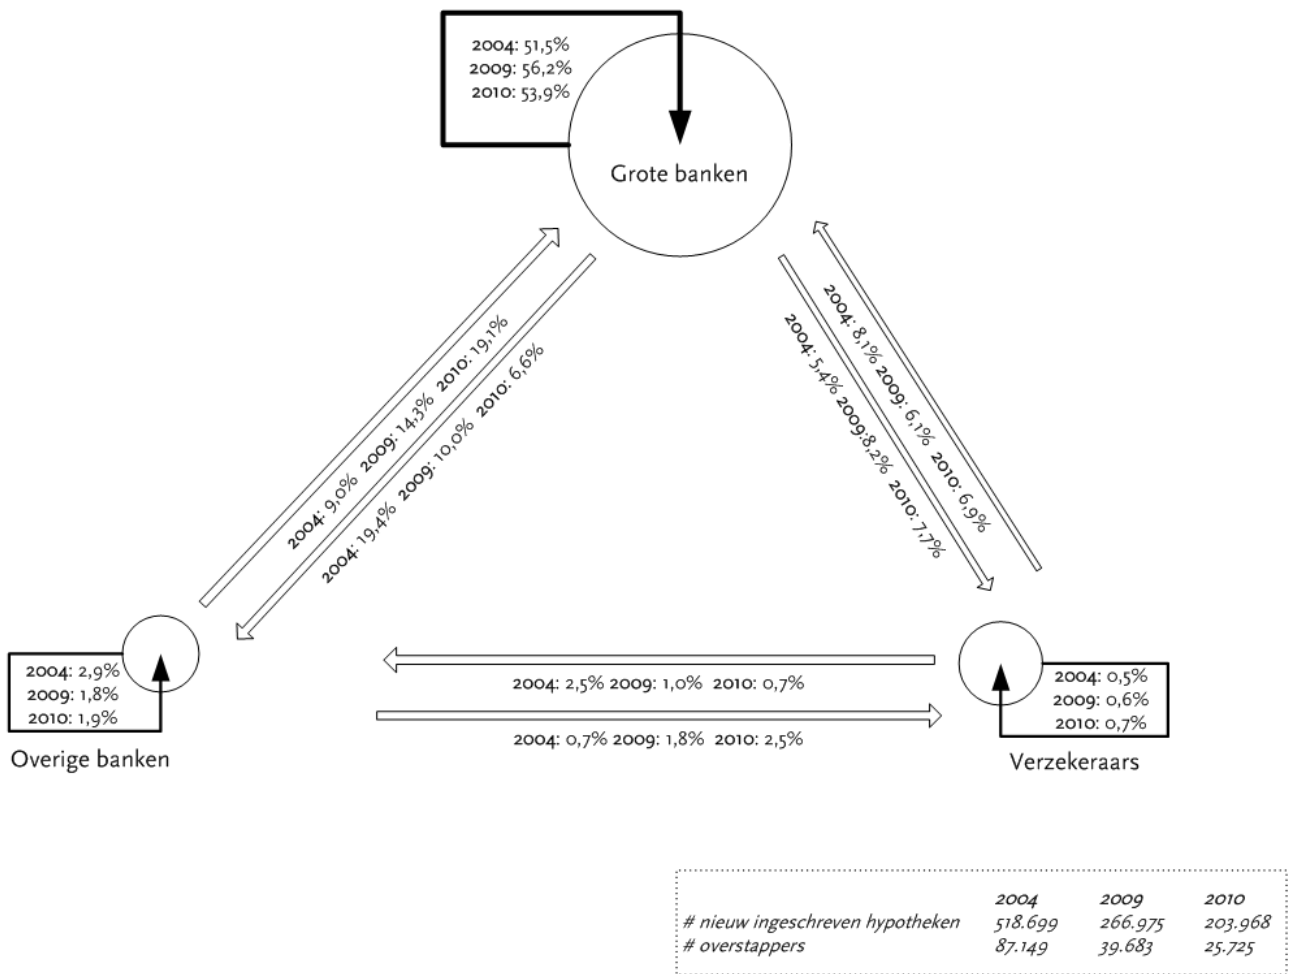 2004: 51,5%
2009: 56,2%
2010: 53,9%
Grote banken
2004: 9,0% 2009: 14,3% 2010: 19,1%
2004: 19,4% 2009: 10,0% 2010: 6,6%
2004: 8,1% 2009: 6,1% 2010: 6,9%
2004: 5,4% 2009:8,2% 2010: 7,7%
2004: 2,9%
2009: 1,8%
2010: 1,9%
Overige banken
2004: 2,5% 2009: 1,0% 2010: 0,7%
2004: 0,7% 2009: 1,8% 2010: 2,5%
2004: 0,5%
2009: 0,6%
2010: 0,7%
Verzekeraars
2004 2009 2010
# nieuw ingeschreven hypotheken 518.699 266.975 203.968
# overstappers 87.149 39.683 25.725